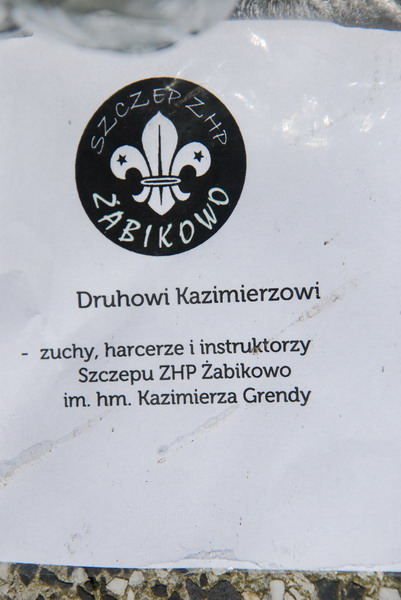 SZCZEP ZHP
ŻABIKOWO
Druhowi Kazimierzowi
- zuchy, harcerze i instruktorzy
Szczepu ZHP Żabikowo
im. hm. Kazimierza Grendy